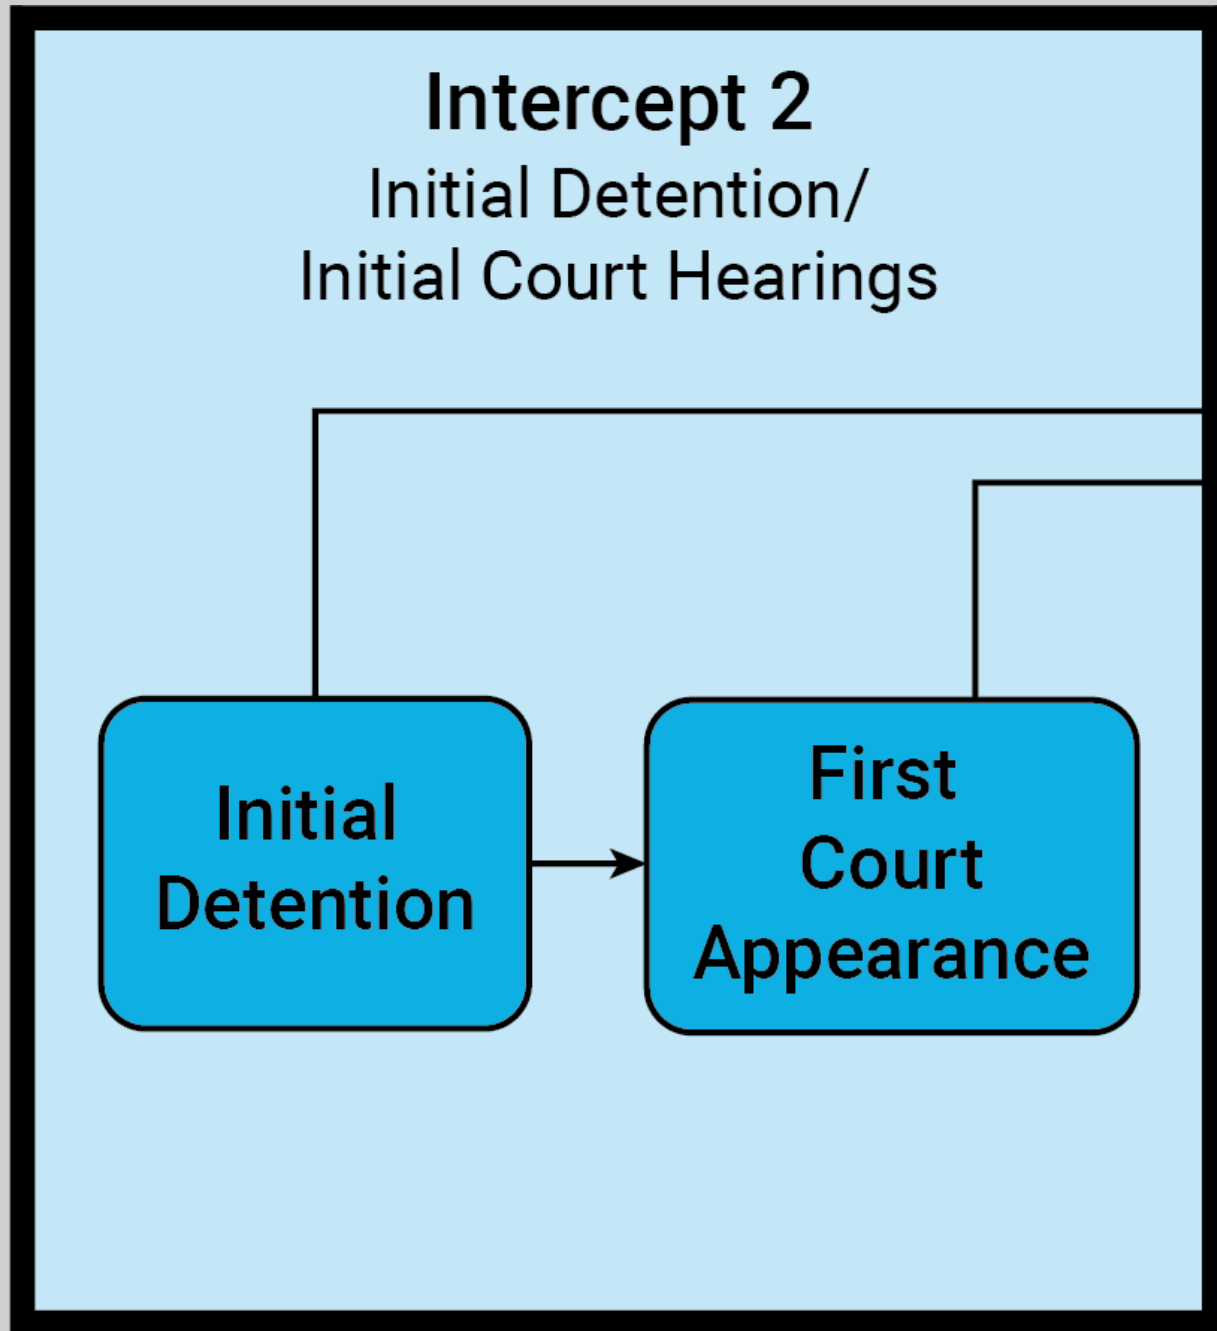 Intercept 2
Initial Detention/
Initial Court Hearings
Initial
Detention
First
Court
Appearance